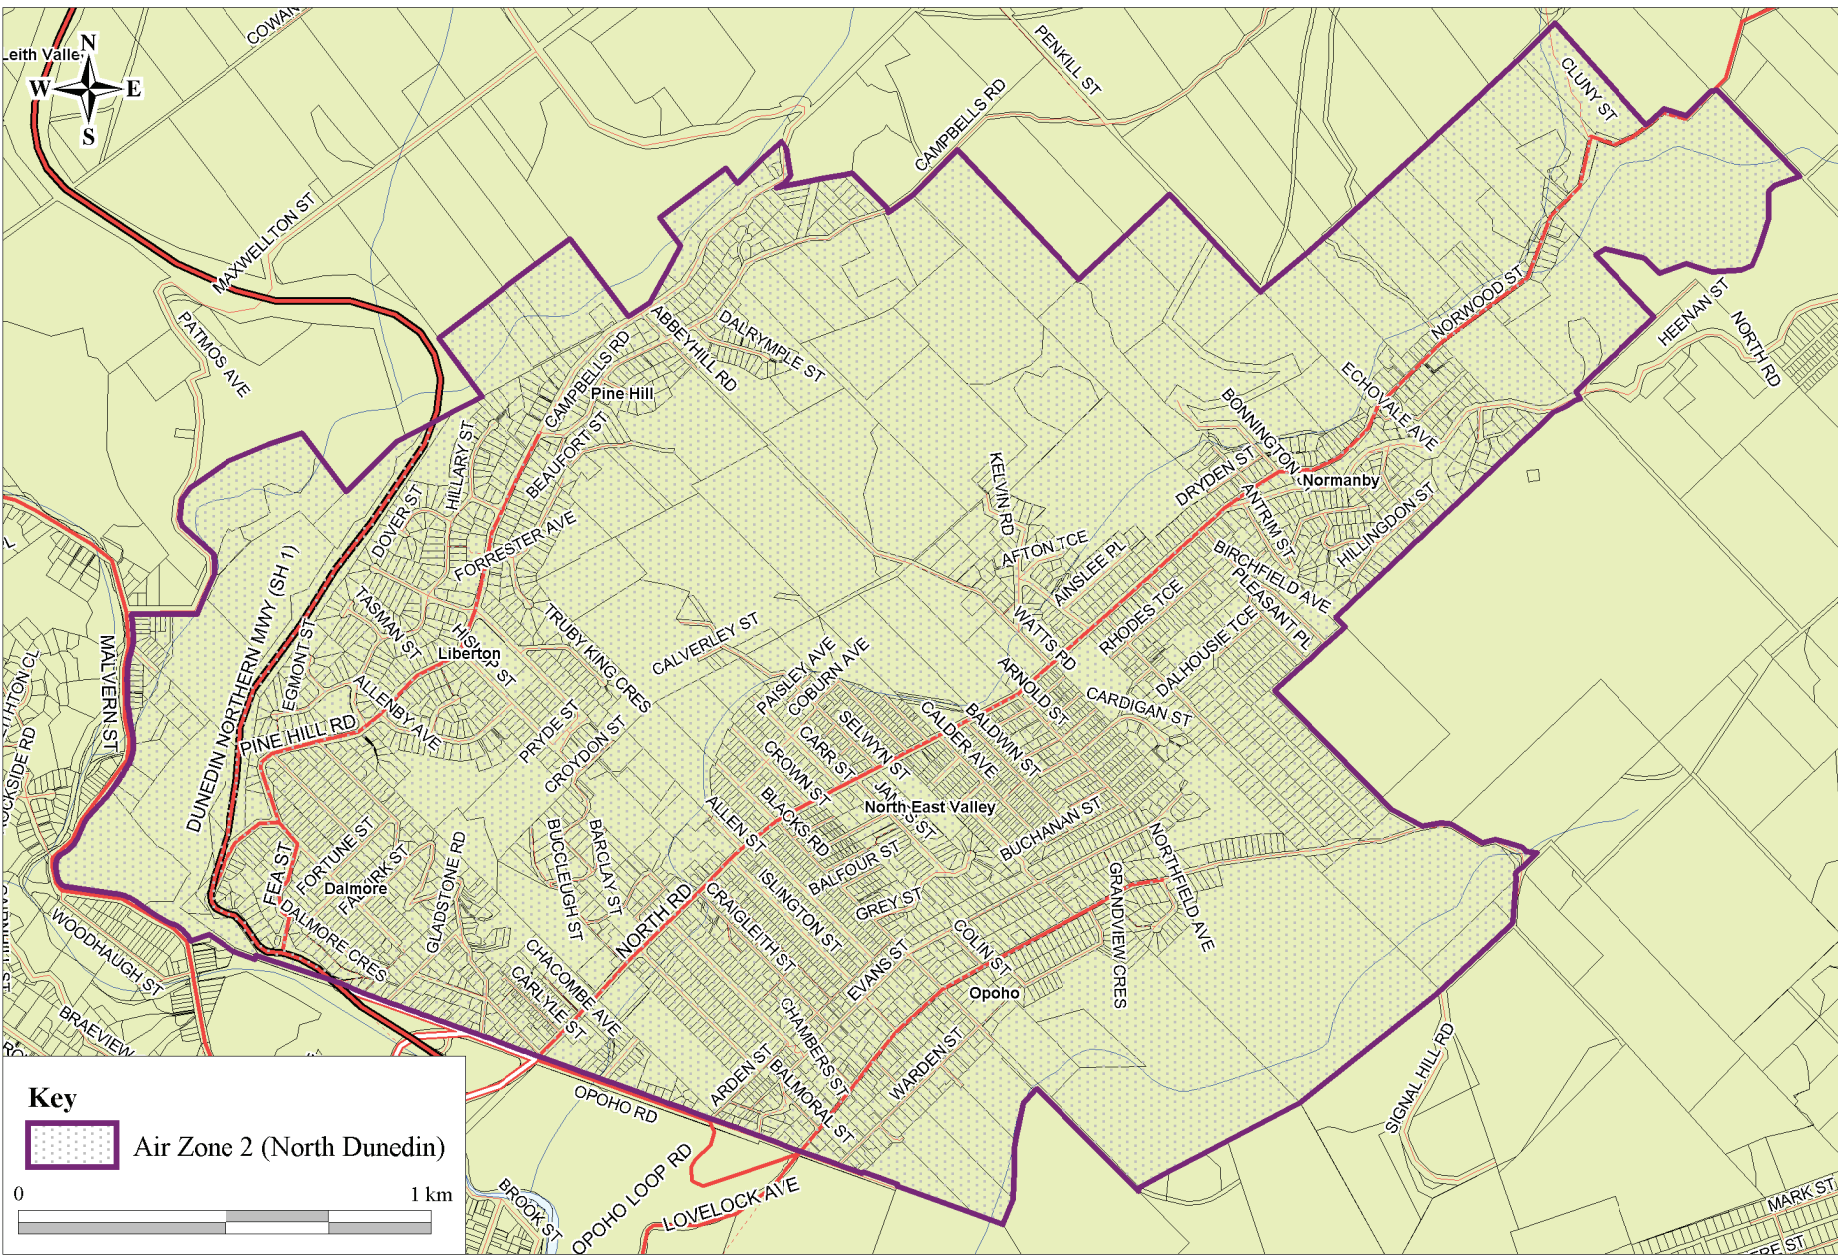 COWAN
Leith Valle
N
W
E
S
PENKILL ST
CLUNY ST
CAMPBELLS RD
MAXWELLTON ST
PATMOS AVE
ABBEYHILL RD
DALRYMPLE ST
CAMPBELLS RD
Pine Hill
BEAUFORT ST
HILLARY ST
DOVER ST
FORRESTER AVE
NORWOOD ST
HEENAN ST
NORTH RD
ECHOVALE AVE
BONNINGTON
Normanby
DRYDEN ST
ANTRIM ST
HILLINGDON ST
KELVIN RD
AFTON TCE
AINSLEE PL
BIRCHFIELD AVE
PLEASANT PL
RHODES TCE
DALHOUSIE TCE
WATTS RD
ARNOLD ST
CARDIGAN ST
DUNEDIN NORTHERN MWY (SH 1)
TASMAN ST
EGMONT ST
HISLOP ST
Liberton
TRUBY KING CRES
ALLENBY AVE
PINE HILL RD
PRYDE ST
CROYDON ST
MALVERN ST
CALVERLEY ST
PAISLEY AVE
COBURN AVE
SELWYN ST
CARR ST
CROWN ST
CALDER AVE
BALDWIN ST
JAMES ST
North East Valley
BLACKS RD
ALLEN ST
BUCHANAN ST
BALFOUR ST
GREY ST
ISLINGTON ST
NORTHFIELD AVE
GRANDVIEW CRES
FEA ST
FORTUNE ST
Dalmore
FALKIRK ST
DALMORE CRES
GLADSTONE RD
BUCCLEUGH ST
BARCLAY ST
NORTH RD
CRAIGLEITH ST
EVANS ST
COLIN ST
Opoho
CHACOMBE AVE
CARLYLE ST
CHAMBERS ST
WARDEN ST
ARDEN ST
BALMORAL ST
WOODHAUGH ST
BRAEVIEW
OPOHO RD
OPOHO LOOP RD
LOVELOCK AVE
BROOK ST
SIGNAL HILL RD
MARK ST
Key
Air Zone 2 (North Dunedin)
0
1 km